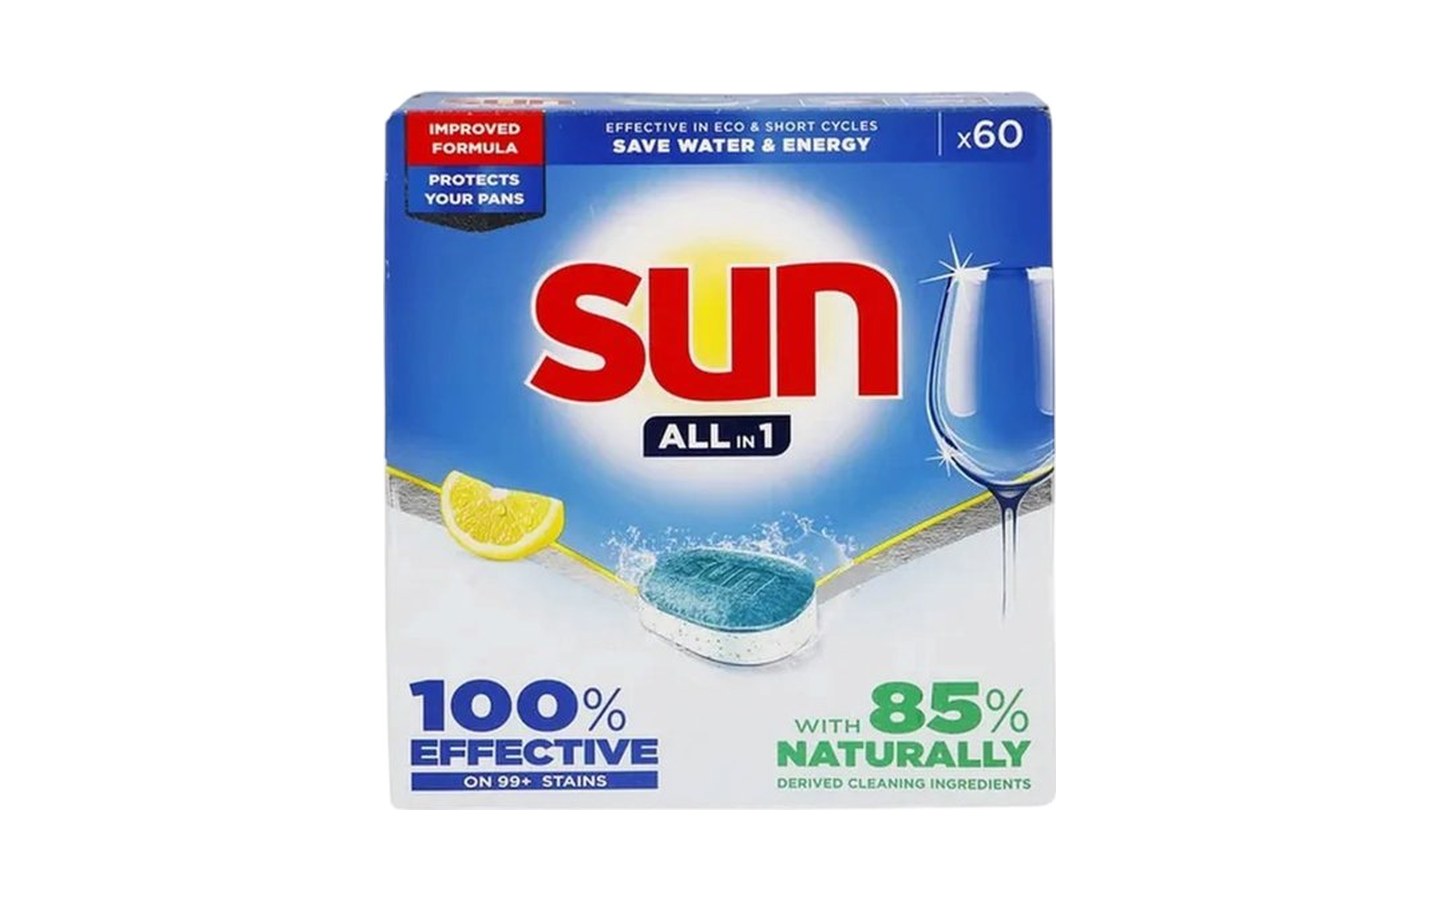 IMPROVED
FORMULA
PROTECTS
YOUR PANS
EFFECTIVE IN ECO & SHORT CYCLES
SAVE WATER & ENERGY
x60
sun
ALL IN 1
sun
100%
EFFECTIVE
ON 99+ STAINS
WITH 85%
NATURALLY
DERIVED CLEANING INGREDIENTS